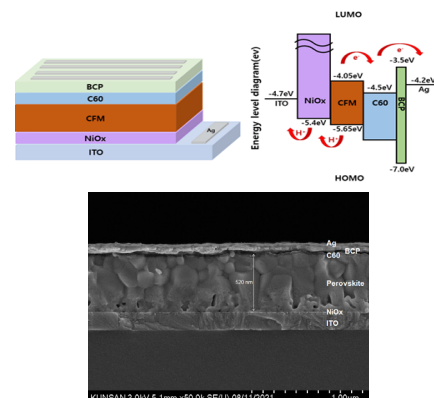 BCP
C60
CFM
NiOx
ITO
Ag
LUMO
Energy level diagram(ev)
e-
e-
-3.5eV
-4.05eV
-4.2eV
Ag
-4.5eV
-4.7eV
ITO
NiOx
CFM
C60
BCP
-5.4eV
-5.65eV
H+
H+
-7.0eV
HOMO
Ag
C60 BCP
520 nm
Perovskite
NiOx
ITO
KUNSAN 3.0kV 5.1mm x50.0k SE(U) 08/11/2021
1.00um